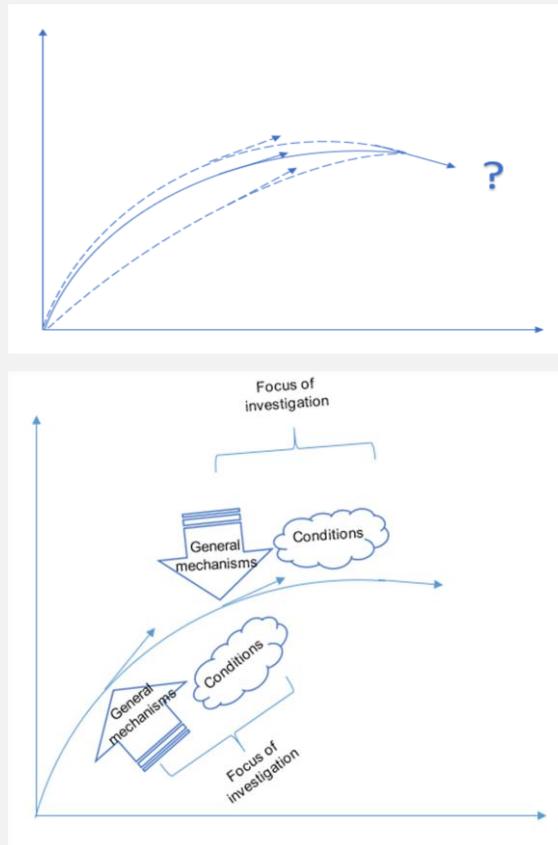 ?
Focus of
investigation
General
mechanisms
Conditions
Conditions
General
mechanisms
Focus of
investigation